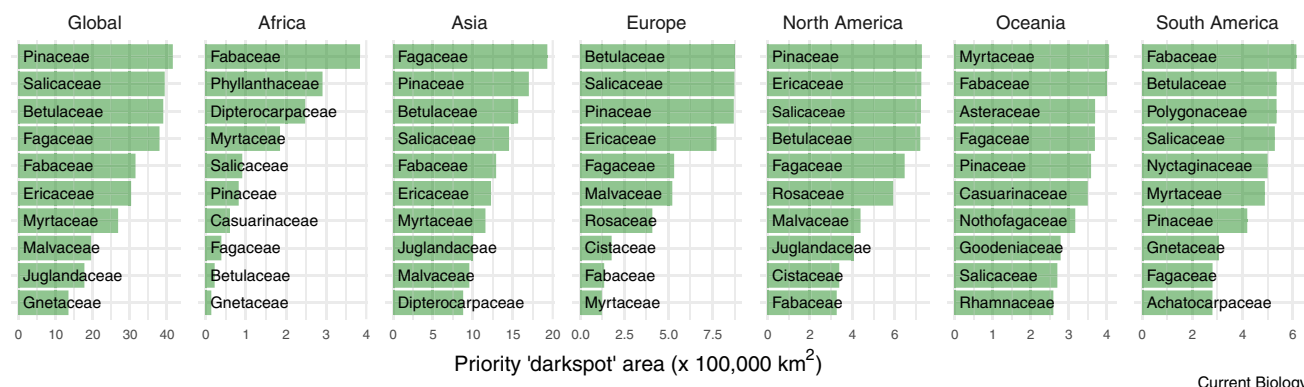 Global Africa Asia Europe North America Oceania South America
Pinaceae Fabaceae Fagaceae Betulaceae Pinaceae Myrtaceae Fabaceae
Salicaceae Phyllanthaceae Pinaceae Salicaceae Ericaceae Fabaceae Betulaceae
Betulaceae Dipterocarpaceae Betulaceae Pinaceae Salicaceae Asteraceae Polygonaceae
Fagaceae Myrtaceae Salicaceae Ericaceae Betulaceae Fagaceae Salicaceae
Fabaceae Salicaceae Fabaceae Fagaceae Fagaceae Pinaceae Nyctaginaceae
Ericaceae Pinaceae Ericaceae Malvaceae Rosaceae Casuarinaceae Myrtaceae
Myrtaceae Casuarinaceae Myrtaceae Rosaceae Malvaceae Nothofagaceae Pinaceae
Malvaceae Fagaceae Juglandaceae Cistaceae Juglandaceae Goodeniaceae Gnetaceae
Juglandaceae Betulaceae Malvaceae Fabaceae Cistaceae Salicaceae Fagaceae
Gnetaceae Gnetaceae Dipterocarpaceae Myrtaceae Fabaceae Rhamnaceae Achatocarpaceae
0 10 20 30 40 0 1 2 3 4 0 5 10 15 20 0.0 2.5 5.0 7.5 0 2 4 6 0 1 2 3 4 0 2 4 6
Priority 'darkspot' area (x 100,000 km²)
Current Biology